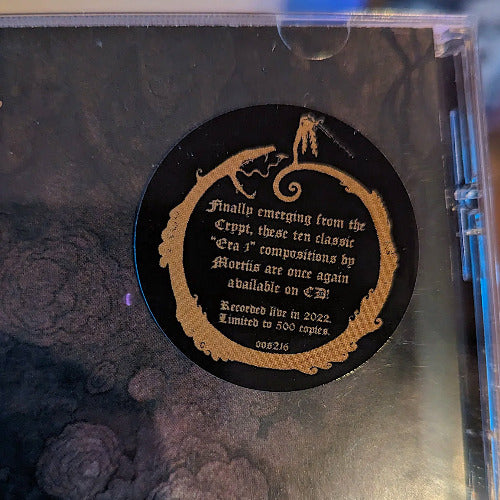 Finally emerging from the
Crypt, these ten classic
"Era 1" compositions by
Mortiis are once again
available on CD!
Recorded live in 2022.
Limited to 500 copies.
oos216